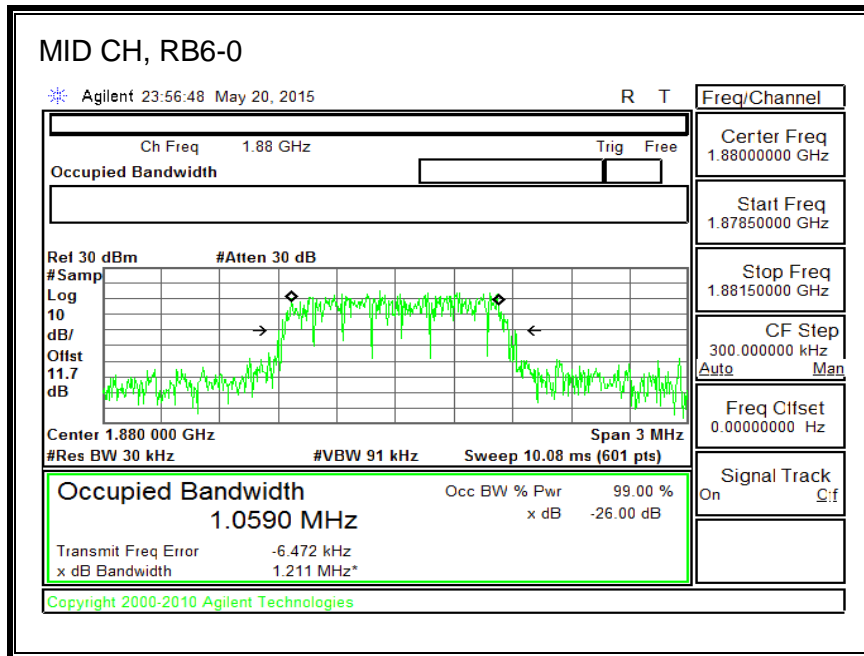 MID CH, RB6-0
Agilent 23:56:48 May 20, 2015 R T
Freq/Channel
Ch Freq 1.88 GHz Trig Free
Occupied Bandwidth
Center Freq
1.88000000 GHz
Start Freq
1.87850000 GHz
Stop Freq
1.88150000 GHz
CF Step
300.000000 kHz
Auto Man
Freq Offset
0.00000000 Hz
Signal Track
On Off
Ref 30 dBm #Atten 30 dB
#Samp
Log
10
dB/
Offst
11.7
dB
Center 1.880 000 GHz Span 3 MHz
#Res BW 30 kHz #VBW 91 kHz Sweep 10.08 ms (601 pts)
Occupied Bandwidth
1.0590 MHz
Occ BW % Pwr 99.00 %
x dB -26.00 dB
Transmit Freq Error -6.472 kHz
x dB Bandwidth 1.211 MHz*
Copyright 2000-2010 Agilent Technologies